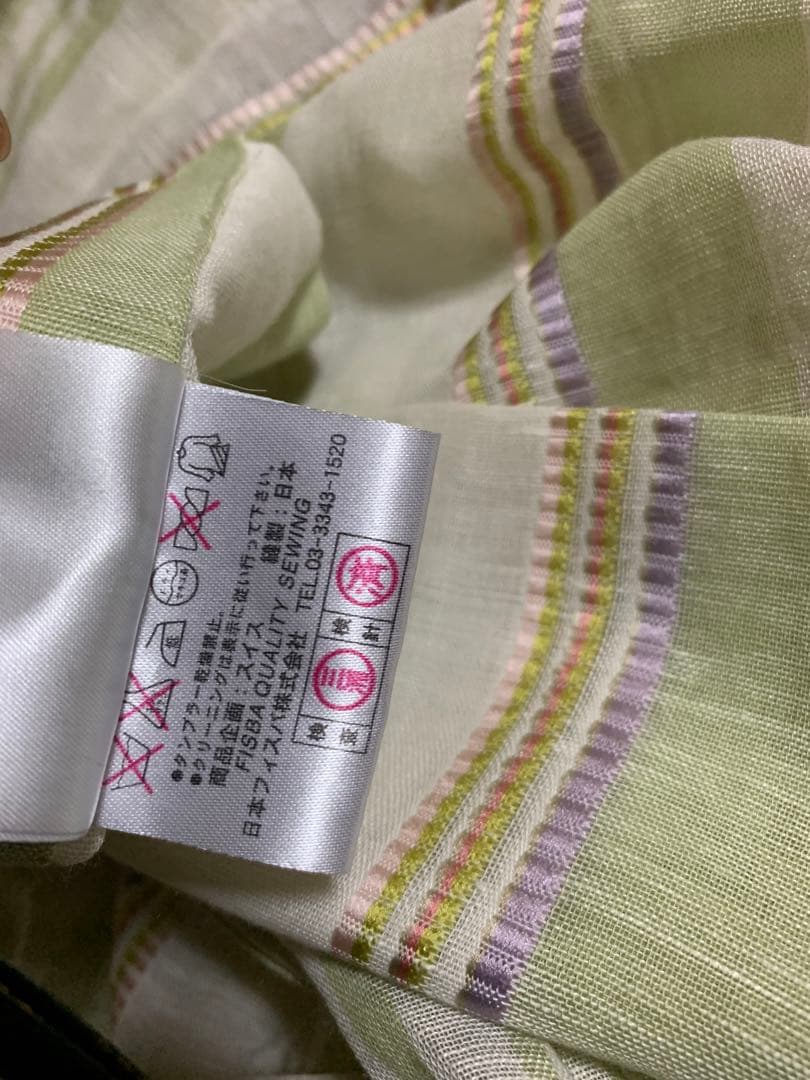 ●タンブラー乾燥禁止。
●クリーニングは表示に従い行って下さい。
商品企画：スイス 縫製：日本
FISBA QUALITY SEWING
日本フィスバ株式会社 TEL.03-3343-1520
検 針 済